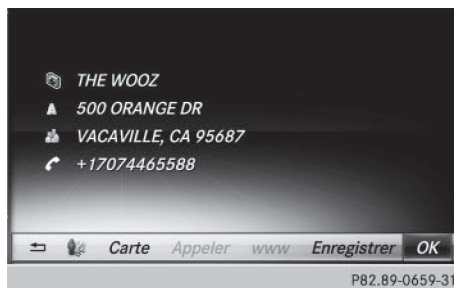 THE WOOZ
500 ORANGE DR
VACAVILLE, CA 95687
+17074465588
Carte Appeler www Enregistrer OK
P82.89-0659-31